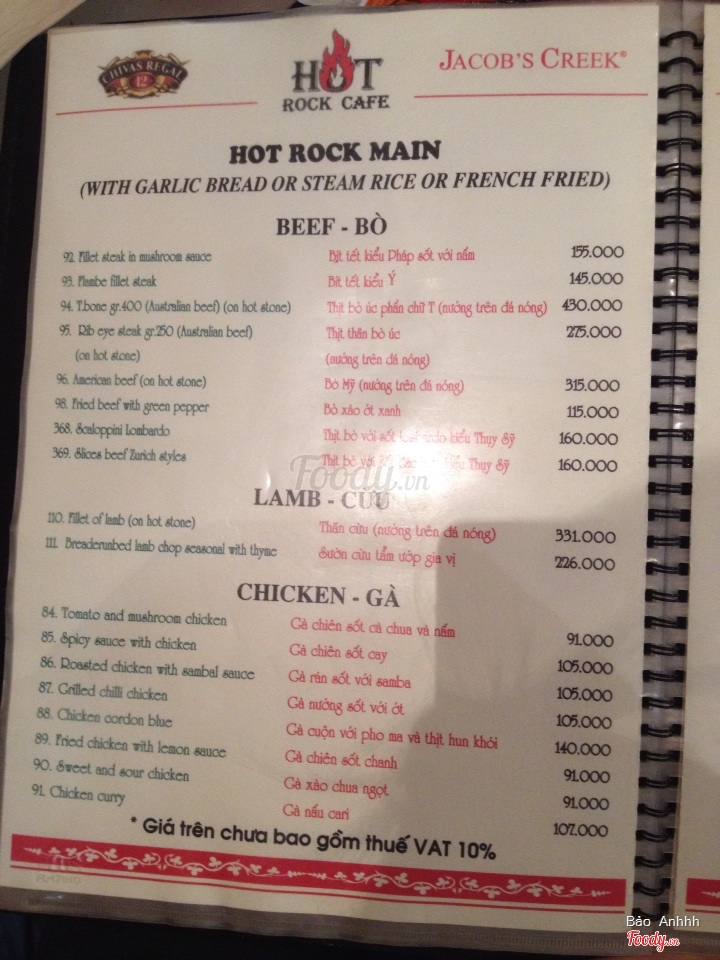 CHIVAS REGAL
12
HOT
ROCK CAFE
JACOB'S CREEK®
HOT ROCK MAIN
(WITH GARLIC BREAD OR STEAM RICE OR FRENCH FRIED)
BEEF - BÒ
92. Fillet steak in mushroom sauce Bít tết kiểu Pháp sốt với nấm 155.000
93. Flambe fillet steak Bít tết kiểu Ý 145.000
94. T.bone gr.400 (Australian beef) (on hot stone) Thịt bò úc phần chữ T (nướng trên đá nóng) 430.000
95. Rib eye steak gr.250 (Australian beef) Thịt thăn bò úc 275.000
(on hot stone) (nướng trên đá nóng)
96. American beef (on hot stone) Bò Mỹ (nướng trên đá nóng) 315.000
98. Fried beef with green pepper Bò xào ớt xanh 115.000
368. Scaloppini Lombardo Thịt bò với sốt kiểu Thụy Sỹ 160.000
369. Slices beef Zurich styles Thịt bò với kiểu Thụy Sỹ 160.000
Foody.vn
LAMB - CỪU
110. Fillet of lamb (on hot stone) Thăn cừu (nướng trên đá nóng) 331.000
111. Breaderunbed lamb chop seasonal with thyme Sườn cừu tẩm ướp gia vị 226.000
CHICKEN - GÀ
84. Tomato and mushroom chicken Gà chiên sốt cà chua và nấm 91.000
85. Spicy sauce with chicken Gà chiên sốt cay 105.000
86. Roasted chicken with sambal sauce Gà rán sốt với samba 105.000
87. Grilled chilli chicken Gà nướng sốt với ớt 105.000
88. Chicken cordon blue Gà cuộn với pho ma và thịt hun khói 140.000
89. Fried chicken with lemon sauce Gà chiên sốt chanh 91.000
90. Sweet and sour chicken Gà xào chua ngọt 91.000
91. Chicken curry Gà nấu cari 107.000
* Giá trên chưa bao gồm thuế VAT 10%
Bảo Anhhh
Foody.vn